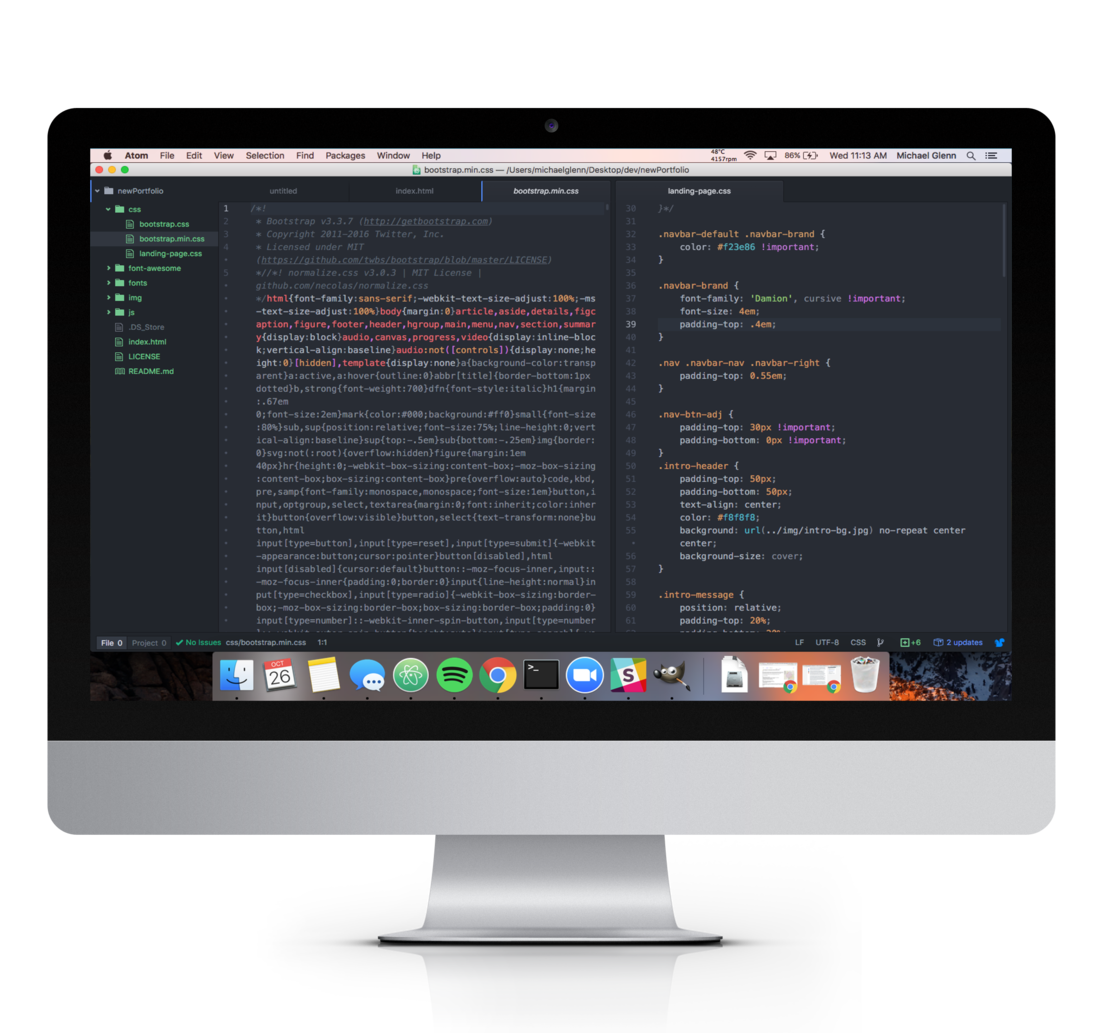 Atom File Edit View Selection Find Packages Window Help 48°C 4157rpm 86% Wed 11:13 AM Michael Glenn
bootstrap.min.css — /Users/michaelglenn/Desktop/dev/newPortfolio
newPortfolio
css
bootstrap.css
bootstrap.min.css
landing-page.css
font-awesome
fonts
img
js
.DS_Store
index.html
LICENSE
README.md
untitled index.html bootstrap.min.css landing-page.css
1 /*!
2 * Bootstrap v3.3.7 (http://getbootstrap.com)
3 * Copyright 2011-2016 Twitter, Inc.
4 * Licensed under MIT
(https://github.com/twbs/bootstrap/blob/master/LICENSE)
5 *//*! normalize.css v3.0.3 | MIT License |
github.com/necolas/normalize.css
*/html{font-family:sans-serif;-webkit-text-size-adjust:100%;-ms
-text-size-adjust:100%}body{margin:0}article,aside,details,figc
aption,figure,footer,header,hgroup,main,menu,nav,section,summar
y{display:block}audio,canvas,progress,video{display:inline-bloc
k;vertical-align:baseline}audio:not([controls]){display:none;he
ight:0}[hidden],template{display:none}a{background-color:transp
arent}a:active,a:hover{outline:0}abbr[title]{border-bottom:1px
dotted}b,strong{font-weight:700}dfn{font-style:italic}h1{margin
:.67em
0;font-size:2em}mark{color:#000;background:#ff0}small{font-size
:80%}sub,sup{position:relative;font-size:75%;line-height:0;vert
ical-align:baseline}sup{top:-.5em}sub{bottom:-.25em}img{border:
0}svg:not(:root){overflow:hidden}figure{margin:1em
40px}hr{height:0;-webkit-box-sizing:content-box;-moz-box-sizing
:content-box;box-sizing:content-box}pre{overflow:auto}code,kbd,
pre,samp{font-family:monospace,monospace;font-size:1em}button,i
nput,optgroup,select,textarea{margin:0;font:inherit;color:inher
it}button{overflow:visible}button,select{text-transform:none}bu
tton,html
input[type=button],input[type=reset],input[type=submit]{-webkit
-appearance:button;cursor:pointer}button[disabled],html
input[disabled]{cursor:default}button::-moz-focus-inner,input::
-moz-focus-inner{padding:0;border:0}input{line-height:normal}in
put[type=checkbox],input[type=radio]{-webkit-box-sizing:border-
box;-moz-box-sizing:border-box;box-sizing:border-box;padding:0}
input[type=number]::-webkit-inner-spin-button,input[type=number
30 }*/
31
32 .navbar-default .navbar-brand {
33 color: #f23e86 !important;
34 }
35
36 .navbar-brand {
37 font-family: 'Damion', cursive !important;
38 font-size: 4em;
39 padding-top: .4em;
40 }
41
42 .nav .navbar-nav .navbar-right {
43 padding-top: 0.55em;
44 }
45
46 .nav-btn-adj {
47 padding-top: 30px !important;
48 padding-bottom: 0px !important;
49 }
50 .intro-header {
51 padding-top: 50px;
52 padding-bottom: 50px;
53 text-align: center;
54 color: #f8f8f8;
55 background: url(../img/intro-bg.jpg) no-repeat center
center;
56 background-size: cover;
57 }
58
59 .intro-message {
60 position: relative;
61 padding-top: 20%;
File 0 Project 0 No Issues css/bootstrap.min.css 1:1 LF UTF-8 CSS +6 2 updates
OCT
26
>_
S